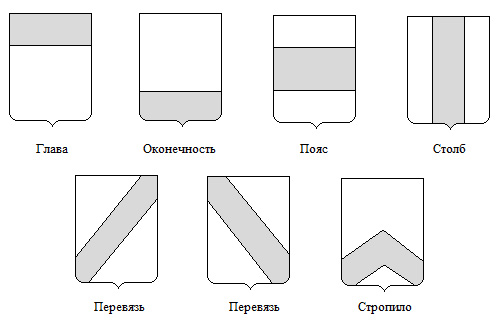 Глава
Оконечность
Пояс
Столб
Перевязь
Перевязь
Стропило